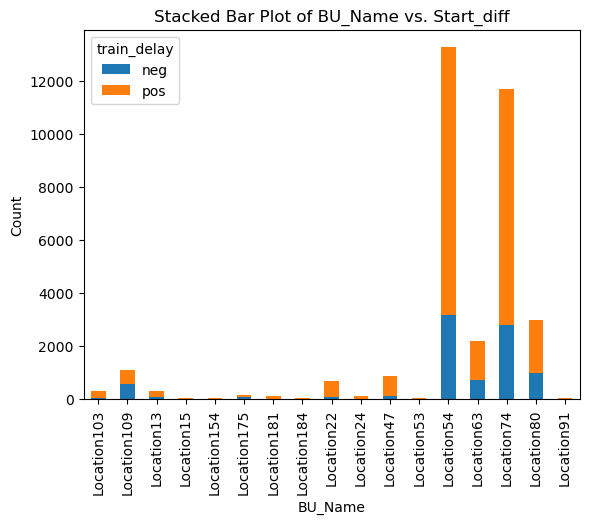 Stacked Bar Plot of BU_Name vs. Start_diff
train_delay
neg
pos
Count
12000
10000
8000
6000
4000
2000
0
Location103
Location109
Location13
Location15
Location154
Location175
Location181
Location184
Location22
Location24
Location47
Location53
Location54
Location63
Location74
Location80
Location91
BU_Name